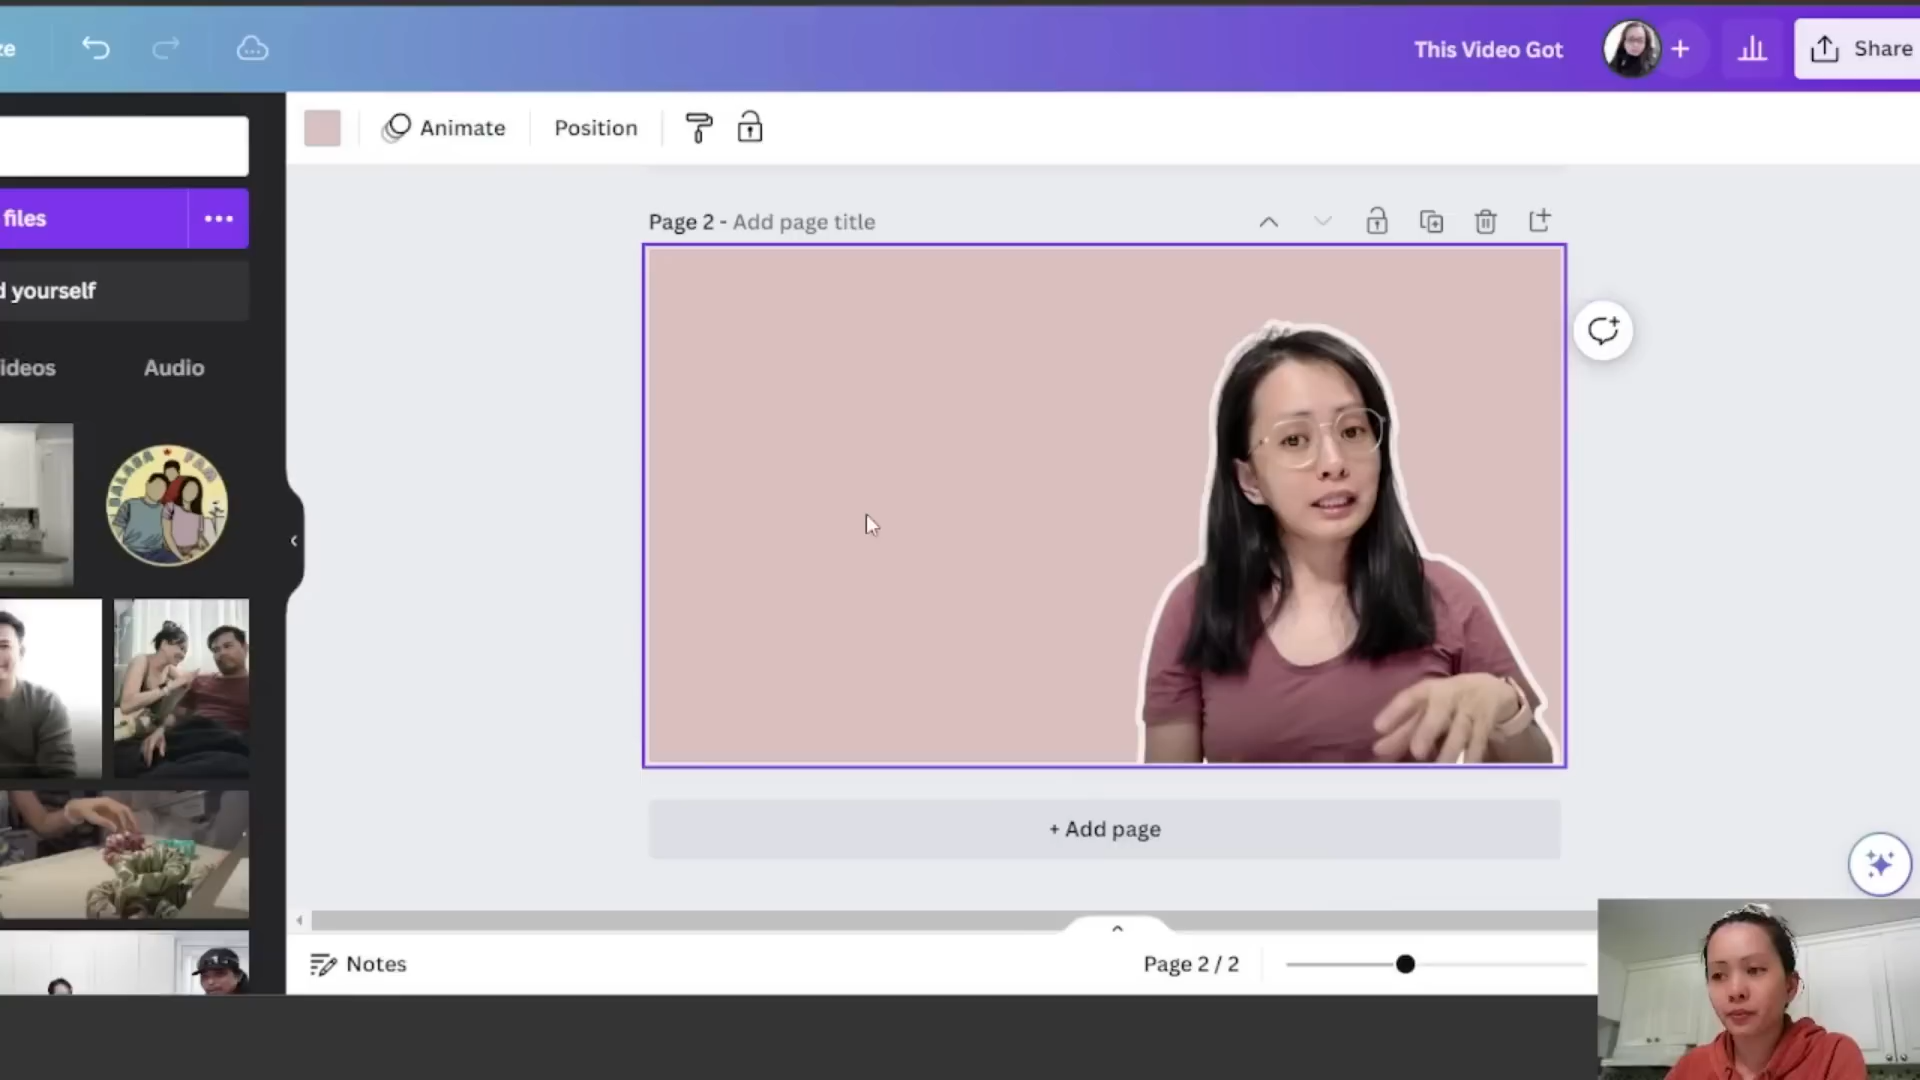 ze
This Video Got
Share
Animate
Position
files
Page 2 - Add page title
d yourself
ideos
Audio
+ Add page
Notes
Page 2 / 2